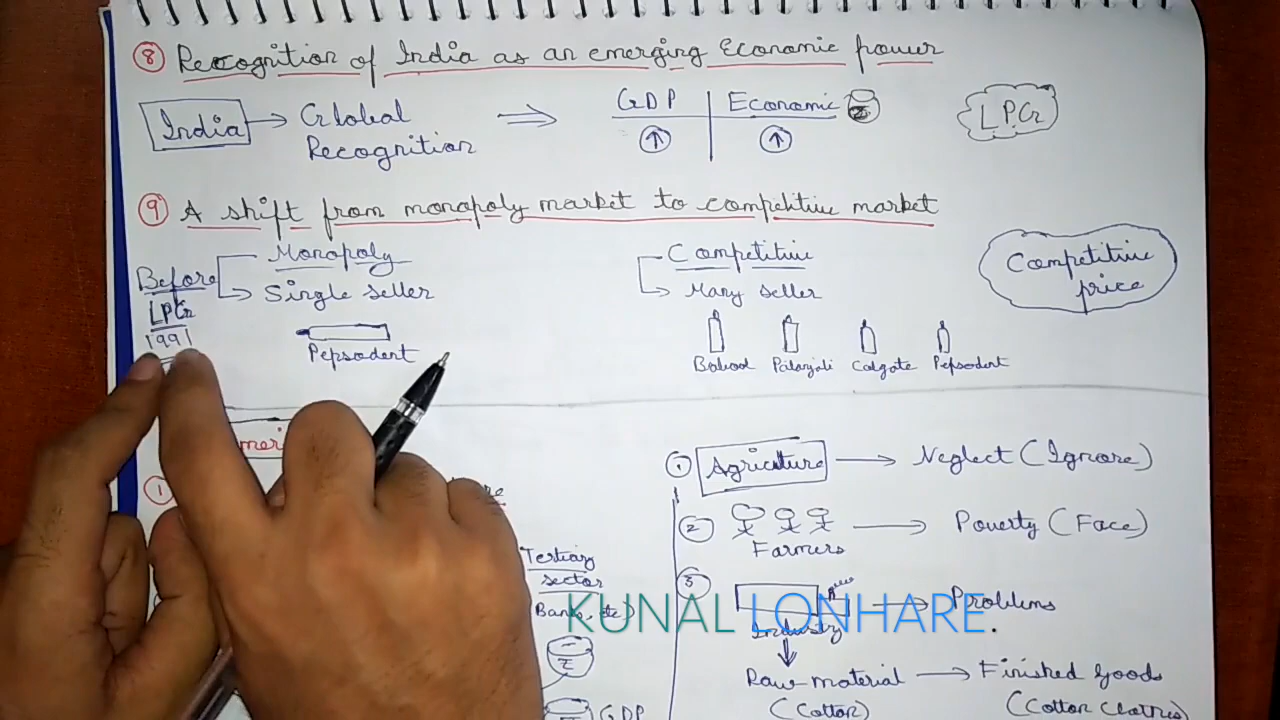 8 Recognition of India as an emerging Economic power
India → Global Recognition ⇒ GDP ↑ | Economic ↑
LPG
9 A shift from monopoly market to competitive market
Before LPG 1991
Monopoly
→ Single seller
Pepsodent
Competitive
→ Many seller
Babool Patanjali Colgate Pepsodent
Competitive price
1
Tertiary
sector
(Bank, etc)
₹
GDP
1 Agriculture → Neglect (Ignore)
2 Farmers → Poverty (Face)
3 Industry → Problems
Raw material → Finished Goods
(Cotton) (Cotton Clothes)
KUNAL LONHARE.